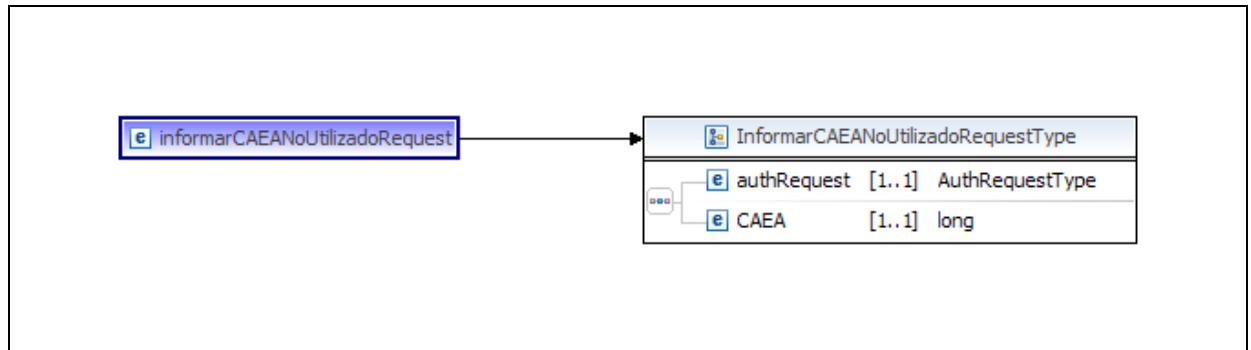 e informarCAEANoUtilizadoRequest
InformarCAEANoUtilizadoRequestType
e authRequest [1..1] AuthRequestType
e CAEA [1..1] long